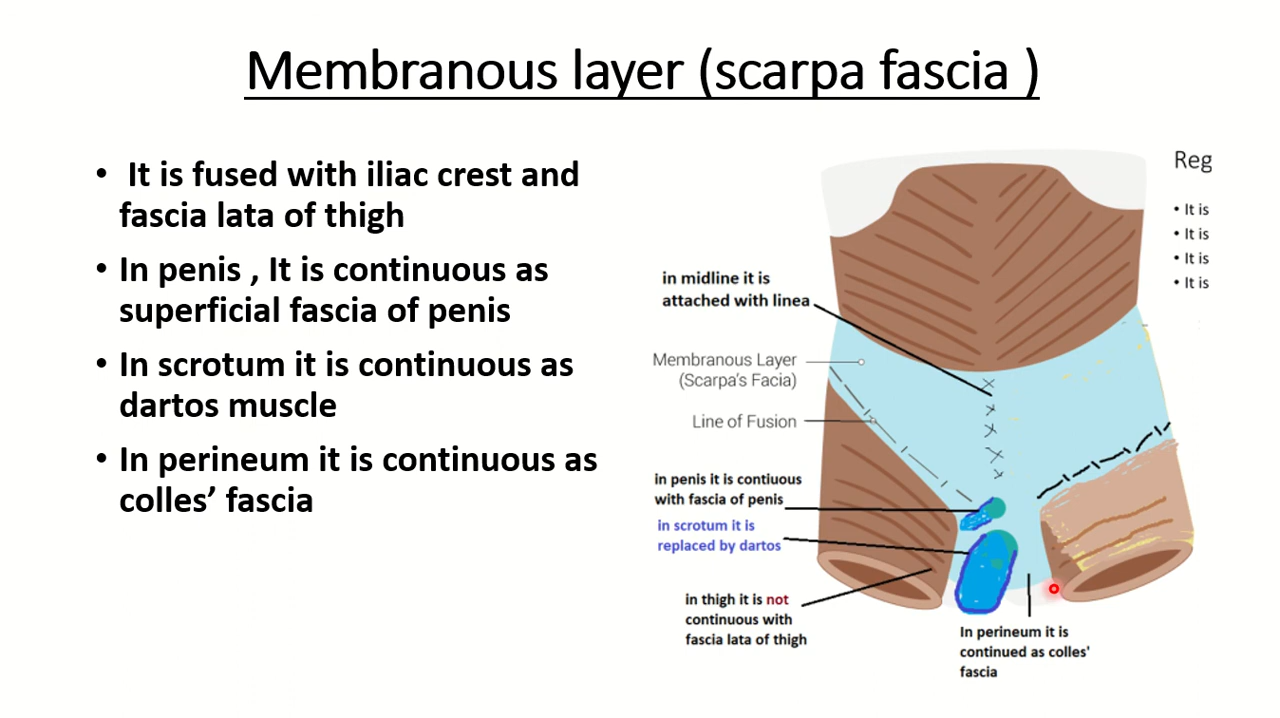 Membranous layer (scarpa fascia )
• It is fused with iliac crest and
fascia lata of thigh
• In penis , It is continuous as
superficial fascia of penis
• In scrotum it is continuous as
dartos muscle
• In perineum it is continuous as
colles’ fascia
in midline it is
attached with linea
Membranous Layer
(Scarpa’s Facia)
Line of Fusion
in penis it is contiuous
with fascia of penis
in scrotum it is
replaced by dartos
in thigh it is not
continuous with
fascia lata of thigh
In perineum it is
continued as colles'
fascia
Reg
• It is
• It is
• It is
• It is